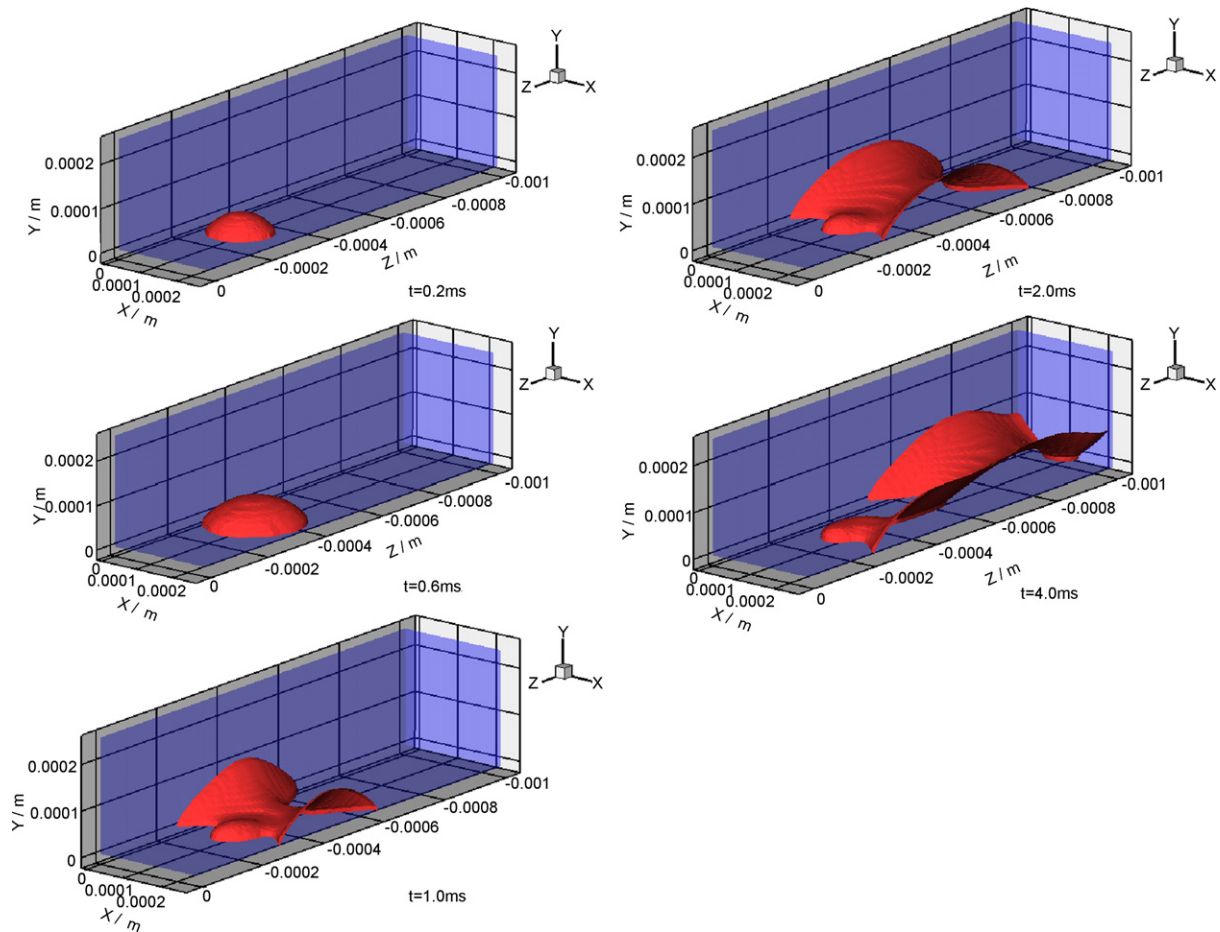 Y
Z X
0.0002
0.0001
0
Y / m
0
0.0001
0.0002
X / m
0
-0.0002
-0.0004
-0.0006
-0.0008
-0.001
Z / m
t=0.2ms
Y
Z X
0.0002
0.0001
0
Y / m
0
0.0001
0.0002
X / m
0
-0.0002
-0.0004
-0.0006
-0.0008
-0.001
Z / m
t=2.0ms
Y
Z X
0.0002
0.0001
0
Y / m
0
0.0001
0.0002
X / m
0
-0.0002
-0.0004
-0.0006
-0.0008
-0.001
Z / m
t=0.6ms
Y
Z X
0.0002
0.0001
0
Y / m
0
0.0001
0.0002
X / m
0
-0.0002
-0.0004
-0.0006
-0.0008
-0.001
Z / m
t=4.0ms
Y
Z X
0.0002
0.0001
0
Y / m
0
0.0001
0.0002
X / m
0
-0.0002
-0.0004
-0.0006
-0.0008
-0.001
t=1.0ms